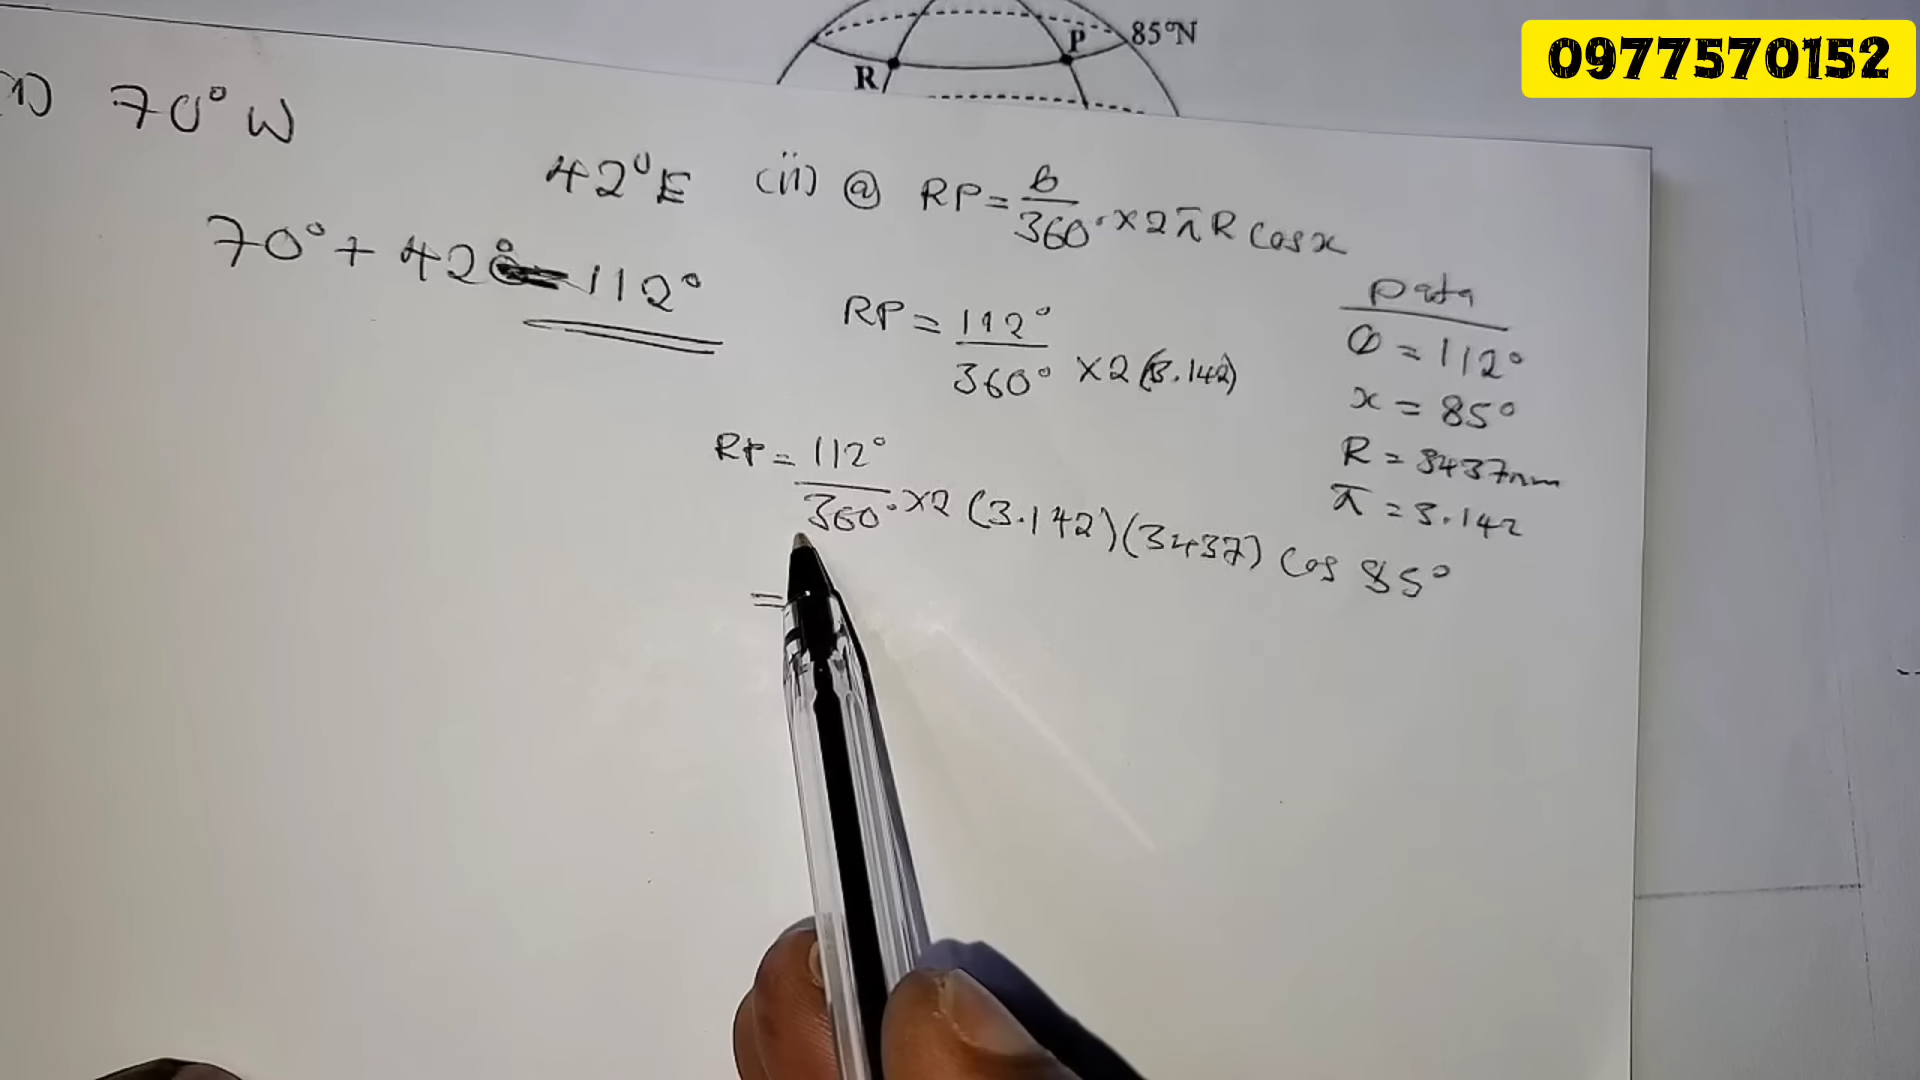 0977570152
85°N
P
R
1) 70° W
42°E
70° + 42° = 112°
(ii) @ RP = θ/360° × 2πR Cos x
RP = 112°/360° × 2(3.142)
RP = 112°/360° × 2 (3.142)(3437) Cos 85°
=
Data
θ = 112°
x = 85°
R = 3437nm
π = 3.142